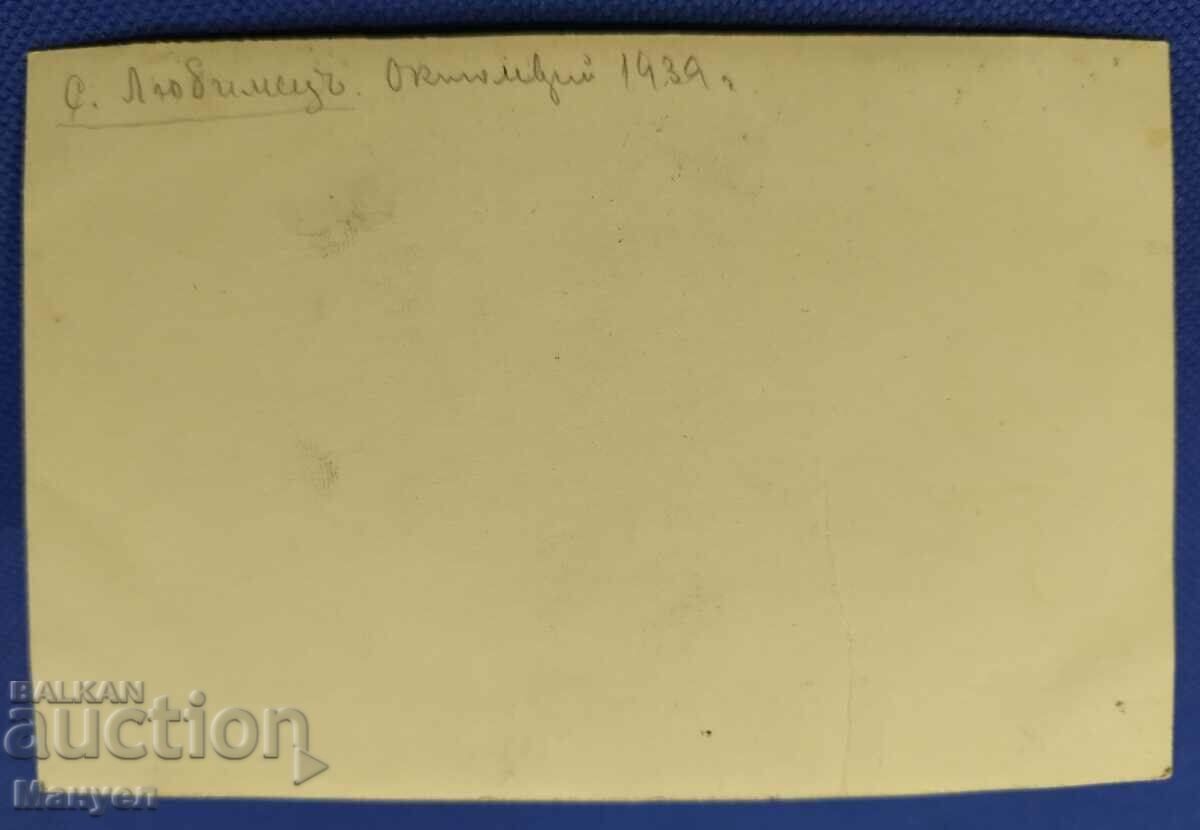 с. Любимецъ. Октомврий 1939 г.
BALKAN
auction
Мануел